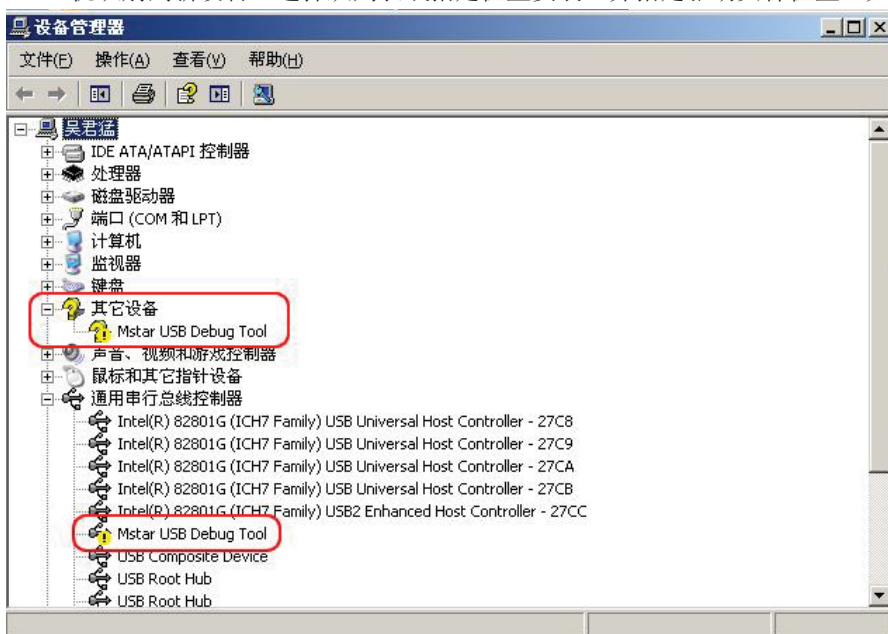 设备管理器
文件(F) 操作(A) 查看(V) 帮助(H)
吴君猛
IDE ATA/ATAPI 控制器
处理器
磁盘驱动器
端口 (COM 和 LPT)
计算机
监视器
键盘
其它设备
Mstar USB Debug Tool
声音、视频和游戏控制器
鼠标和其它指针设备
通用串行总线控制器
Intel(R) 82801G (ICH7 Family) USB Universal Host Controller - 27C8
Intel(R) 82801G (ICH7 Family) USB Universal Host Controller - 27C9
Intel(R) 82801G (ICH7 Family) USB Universal Host Controller - 27CA
Intel(R) 82801G (ICH7 Family) USB Universal Host Controller - 27CB
Intel(R) 82801G (ICH7 Family) USB2 Enhanced Host Controller - 27CC
Mstar USB Debug Tool
USB Composite Device
USB Root Hub
USB Root Hub